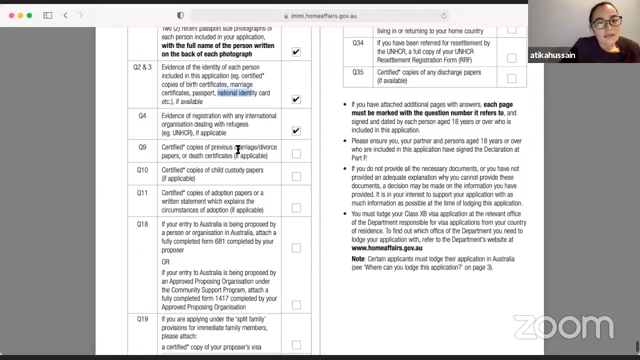 immi.homeaffairs.gov.au
Two (2) recent passport size photographs of
each person included in your application,
with the full name of the person written
on the back of each photograph
Q2 & 3
Evidence of the identity of each person
included in this application (eg. certified*
copies of birth certificates, marriage
certificates, passport, national identity card
etc.), if available
Q4
Evidence of registration with any international
organisation dealing with refugees
(eg. UNHCR), if applicable
Q9
Certified* copies of previous marriage/divorce
papers, or death certificates (if applicable)
Q10
Certified* copies of child custody papers
(if applicable)
Q11
Certified* copies of adoption papers or a
written statement which explains the
circumstances of adoption (if applicable)
Q18
If your entry to Australia is being proposed
by a person or organisation in Australia, attach
a fully completed form 681 completed by your
proposer
OR
If your entry to Australia is being proposed by
an Approved Proposing Organisation under
the Community Support Program, attach a
fully completed form 1417 completed by your
Approved Proposing Organisation
Q19
If you are applying under the 'split family'
provisions for immediate family members,
please attach:
a certified* copy of your proposer's visa
living in or returning to your home country
Q34
If you have been referred for resettlement by
the UNHCR, a full copy of your UNHCR
Resettlement Registration Form (RRF)
Q35
Certified* copies of any discharge papers
(if available)
• If you have attached additional pages with answers, each page
must be marked with the question number it refers to, and
signed and dated by each person aged 18 years or over who is
included in this application.
• Please ensure you, your partner and persons aged 18 years or
over who are included in this application have signed the Declaration at
Part P.
• If you do not provide all the necessary documents, or you have not
provided an adequate explanation why you cannot provide these
documents, a decision may be made on the information you have
provided. It is in your interest to support your application with
as much information as possible at the time of lodging this application.
• You must lodge your Class XB visa application at the relevant office
of the Department responsible for visa applications from your country
of residence. To find out which office of the Department you need to
lodge your application with, refer to the Department's website at
www.homeaffairs.gov.au
Note: Certain applicants must lodge their application in Australia
(see 'Where can you lodge this application?' on page 3).
atikahussain
zoom